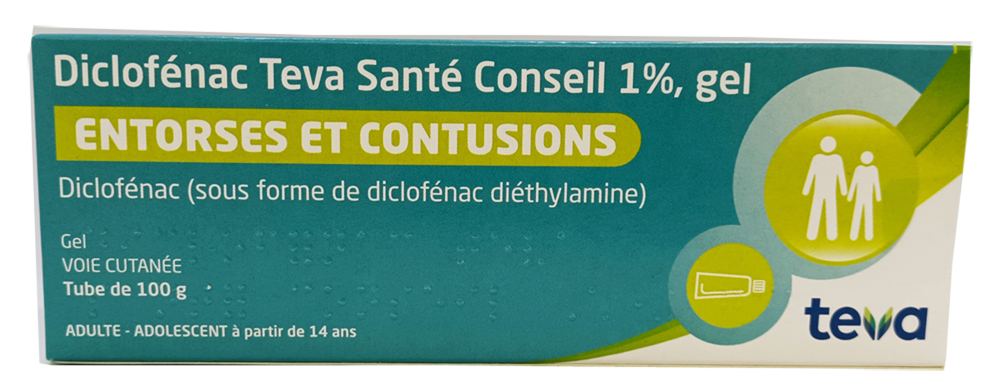 Diclofénac Teva Santé Conseil 1%, gel
ENTORSES ET CONTUSIONS
Diclofénac (sous forme de diclofénac diéthylamine)
Gel
VOIE CUTANÉE
Tube de 100 g
ADULTE - ADOLESCENT à partir de 14 ans
teva